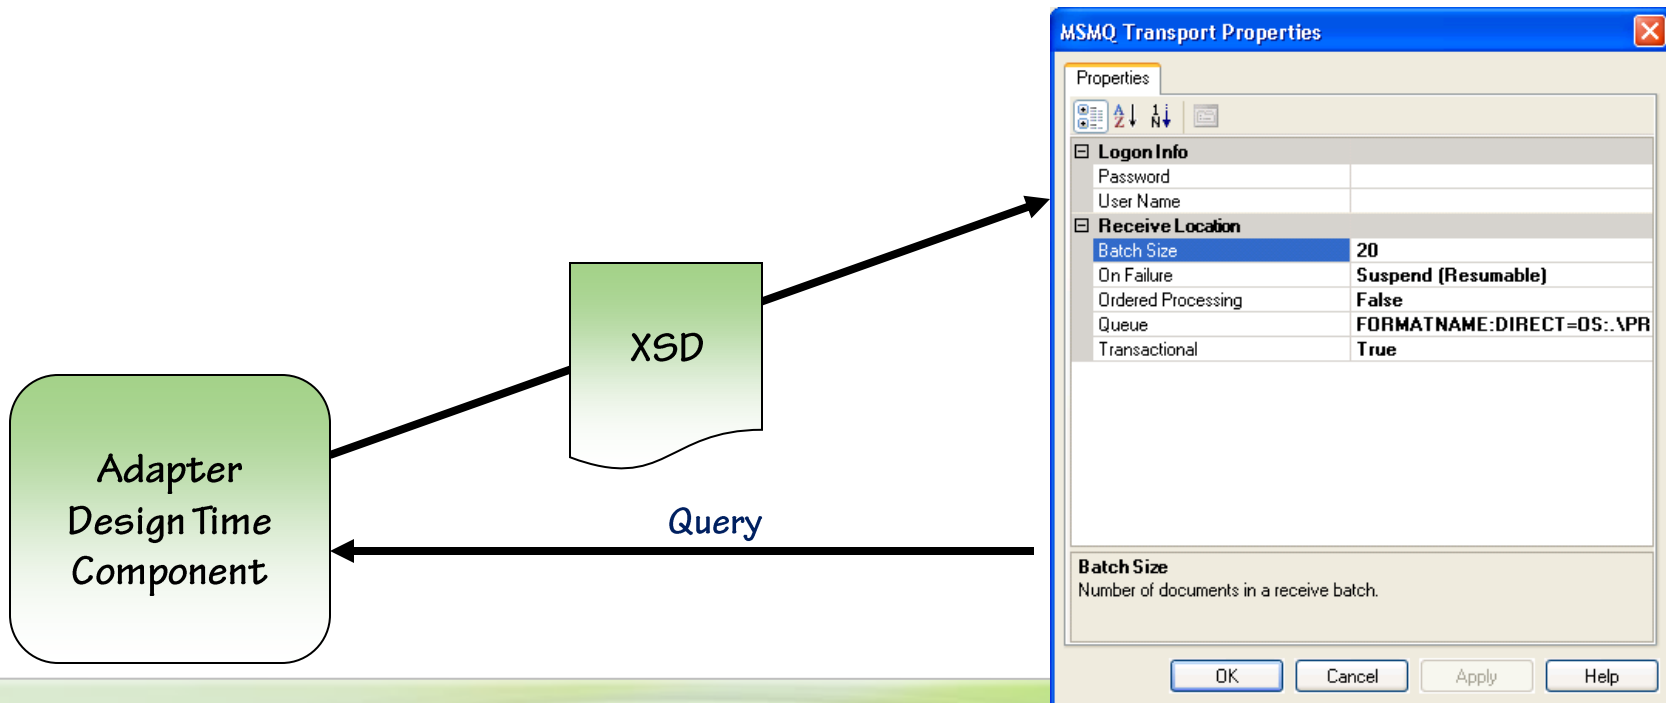 MSMQ Transport Properties
Properties
Logon Info
Password
User Name
Receive Location
Batch Size 20
On Failure Suspend (Resumable)
Ordered Processing False
Queue FORMATNAME:DIRECT=OS:.\PR
Transactional True
Batch Size
Number of documents in a receive batch.
OK Cancel Apply Help
XSD
Query
Adapter
Design Time
Component